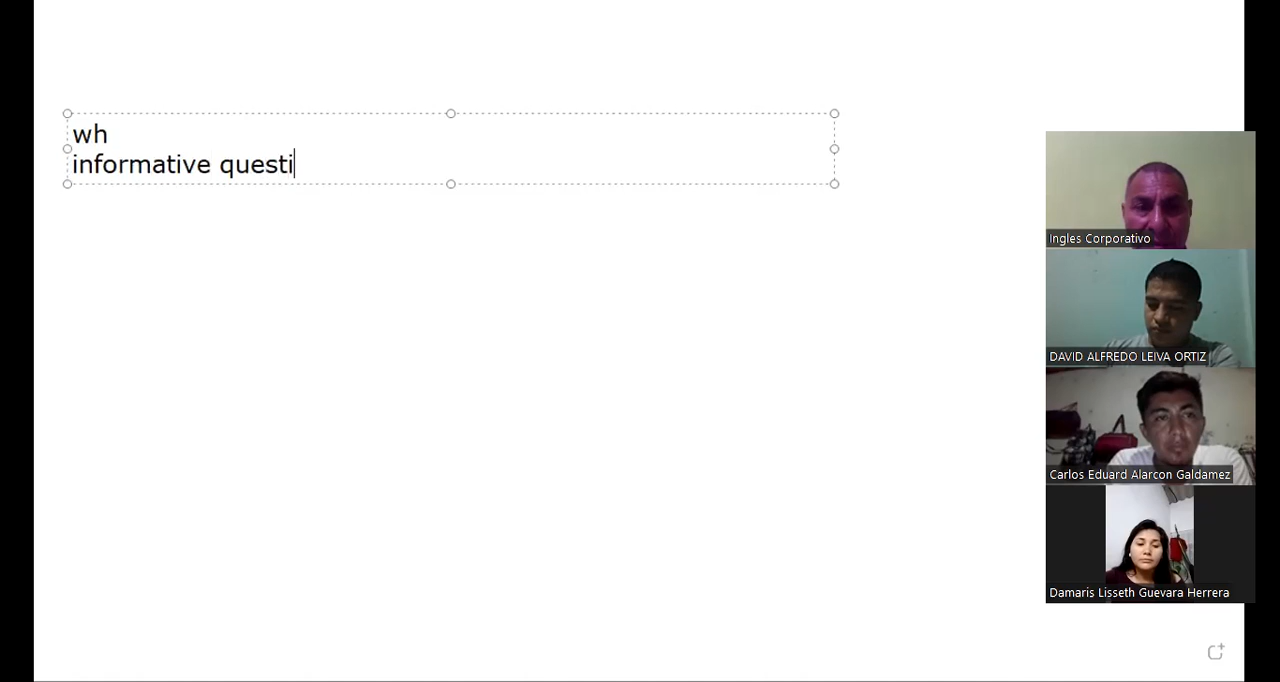 wh
informative questi
Ingles Corporativo
DAVID ALFREDO LEIVA ORTIZ
Carlos Eduard Alarcon Galdamez
Damaris Lisseth Guevara Herrera